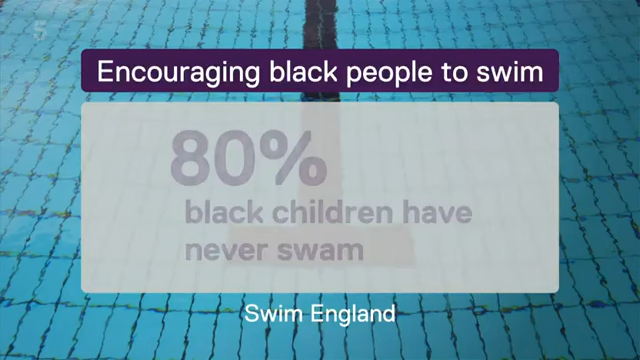 5
Encouraging black people to swim
80%
black children have
never swam
Swim England